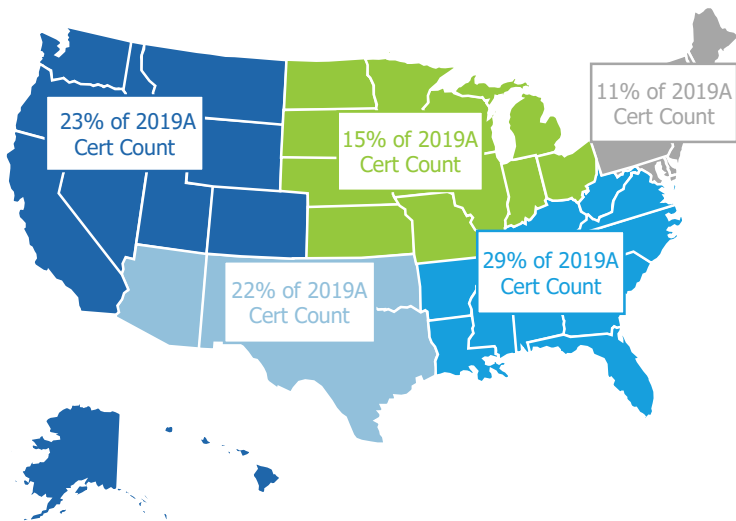 23% of 2019A
Cert Count
15% of 2019A
Cert Count
11% of 2019A
Cert Count
22% of 2019A
Cert Count
29% of 2019A
Cert Count